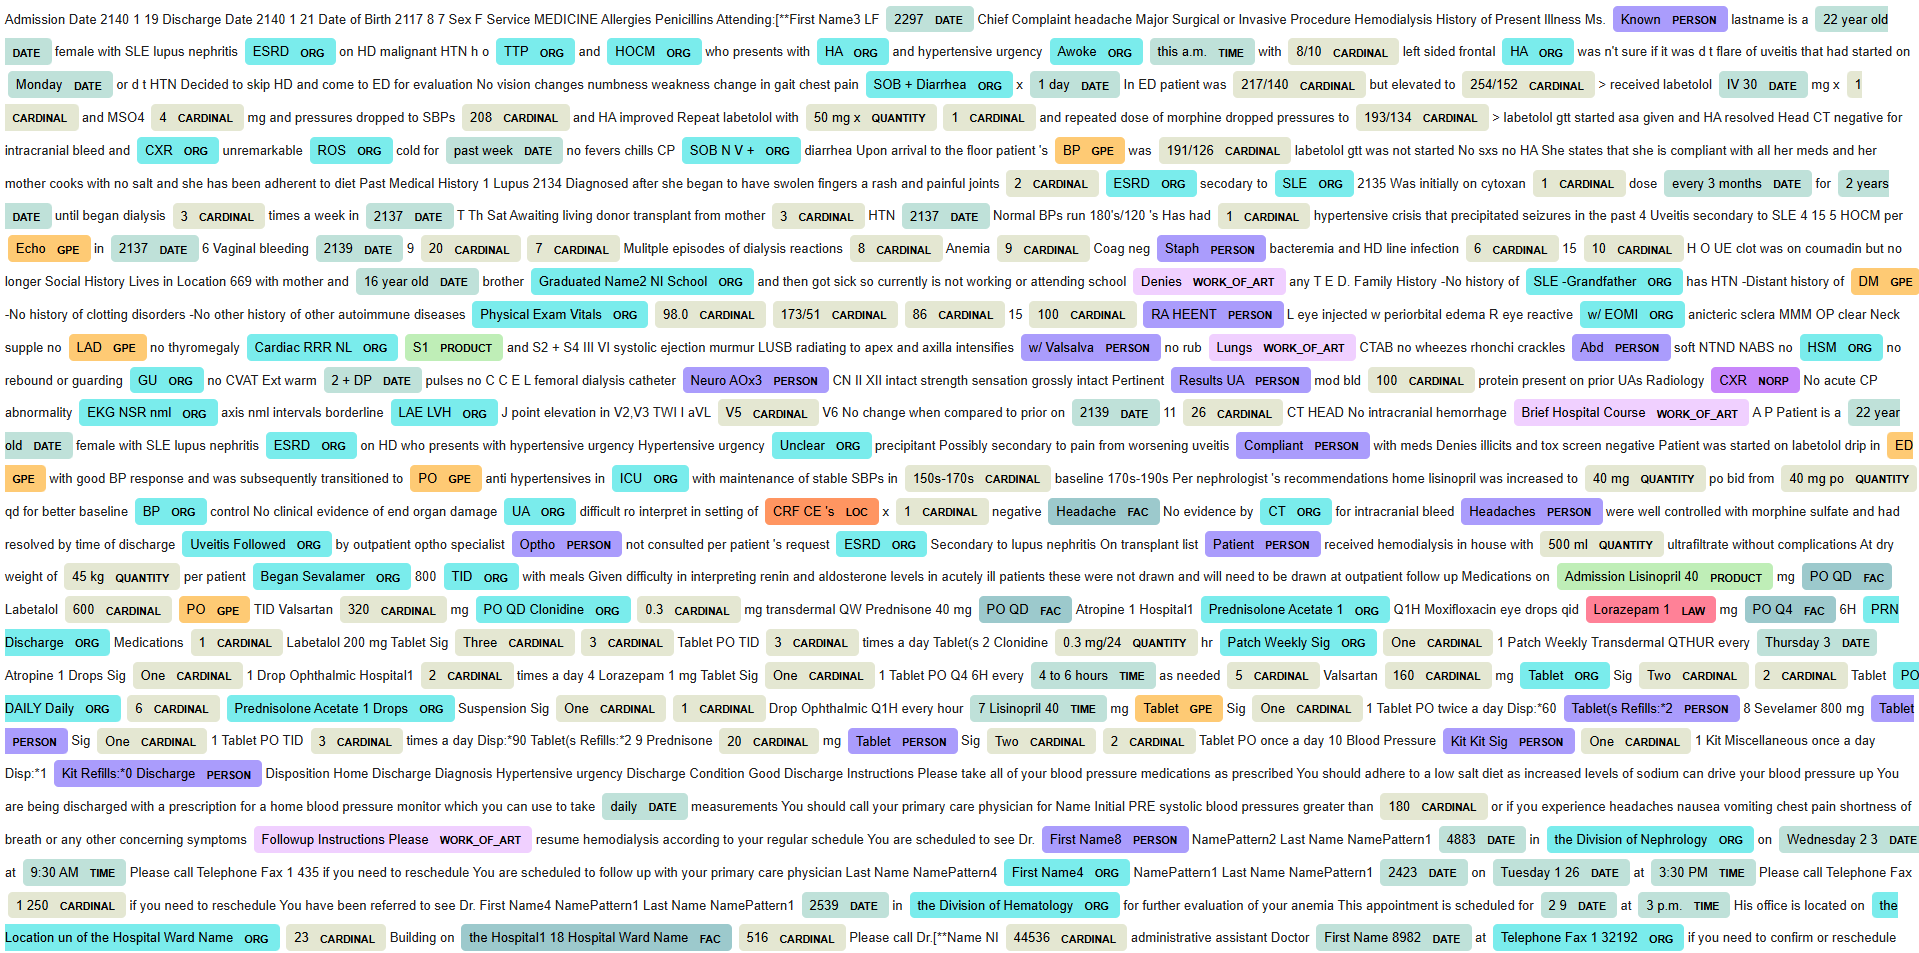 Admission Date 2140 1 19 Discharge Date 2140 1 21 Date of Birth 2117 8 7 Sex F Service MEDICINE Allergies Penicillins Attending:[**First Name3 LF 2297 DATE Chief Complaint headache Major Surgical or Invasive Procedure Hemodialysis History of Present Illness Ms. Known PERSON lastname is a 22 year old
DATE female with SLE lupus nephritis ESRD ORG on HD malignant HTN h o TTP ORG and HOCM ORG who presents with HA ORG and hypertensive urgency Awoke ORG this a.m. TIME with 8/10 CARDINAL left sided frontal HA ORG was n't sure if it was d t flare of uveitis that had started on
Monday DATE or d t HTN Decided to skip HD and come to ED for evaluation No vision changes numbness weakness change in gait chest pain SOB + Diarrhea ORG x 1 day DATE In ED patient was 217/140 CARDINAL but elevated to 254/152 CARDINAL > received labetolol IV 30 DATE mg x 1
CARDINAL and MSO4 4 CARDINAL mg and pressures dropped to SBPs 208 CARDINAL and HA improved Repeat labetolol with 50 mg x QUANTITY 1 CARDINAL and repeated dose of morphine dropped pressures to 193/134 CARDINAL > labetolol gtt started asa given and HA resolved Head CT negative for
intracranial bleed and CXR ORG unremarkable ROS ORG cold for past week DATE no fevers chills CP SOB N V + ORG diarrhea Upon arrival to the floor patient 's BP GPE was 191/126 CARDINAL labetolol gtt was not started No sxs no HA She states that she is compliant with all her meds and her
mother cooks with no salt and she has been adherent to diet Past Medical History 1 Lupus 2134 Diagnosed after she began to have swolen fingers a rash and painful joints 2 CARDINAL ESRD ORG secodary to SLE ORG 2135 Was initially on cytoxan 1 CARDINAL dose every 3 months DATE for 2 years
DATE until began dialysis 3 CARDINAL times a week in 2137 DATE T Th Sat Awaiting living donor transplant from mother 3 CARDINAL HTN 2137 DATE Normal BPs run 180's/120 's Has had 1 CARDINAL hypertensive crisis that precipitated seizures in the past 4 Uveitis secondary to SLE 4 15 5 HOCM per
Echo GPE in 2137 DATE 6 Vaginal bleeding 2139 DATE 9 20 CARDINAL 7 CARDINAL Mulitple episodes of dialysis reactions 8 CARDINAL Anemia 9 CARDINAL Coag neg Staph PERSON bacteremia and HD line infection 6 CARDINAL 15 10 CARDINAL H O UE clot was on coumadin but no
longer Social History Lives in Location 669 with mother and 16 year old DATE brother Graduated Name2 NI School ORG and then got sick so currently is not working or attending school Denies WORK_OF_ART any T E D. Family History -No history of SLE -Grandfather ORG has HTN -Distant history of DM GPE
-No history of clotting disorders -No other history of other autoimmune diseases Physical Exam Vitals ORG 98.0 CARDINAL 173/51 CARDINAL 86 CARDINAL 15 100 CARDINAL RA HEENT PERSON L eye injected w periorbital edema R eye reactive w/ EOMI ORG anicteric sclera MMM OP clear Neck
supple no LAD GPE no thyromegaly Cardiac RRR NL ORG S1 PRODUCT and S2 + S4 III VI systolic ejection murmur LUSB radiating to apex and axilla intensifies w/ Valsalva PERSON no rub Lungs WORK_OF_ART CTAB no wheezes rhonchi crackles Abd PERSON soft NTND NABS no HSM ORG no
rebound or guarding GU ORG no CVAT Ext warm 2 + DP DATE pulses no C C E L femoral dialysis catheter Neuro AOx3 PERSON CN II XII intact strength sensation grossly intact Pertinent Results UA PERSON mod bld 100 CARDINAL protein present on prior UAs Radiology CXR NORP No acute CP
abnormality EKG NSR nml ORG axis nml intervals borderline LAE LVH ORG J point elevation in V2,V3 TWI I aVL V5 CARDINAL V6 No change when compared to prior on 2139 DATE 11 26 CARDINAL CT HEAD No intracranial hemorrhage Brief Hospital Course WORK_OF_ART A P Patient is a 22 year
old DATE female with SLE lupus nephritis ESRD ORG on HD who presents with hypertensive urgency Hypertensive urgency Unclear ORG precipitant Possibly secondary to pain from worsening uveitis Compliant PERSON with meds Denies illicits and tox screen negative Patient was started on labetolol drip in ED
GPE with good BP response and was subsequently transitioned to PO GPE anti hypertensives in ICU ORG with maintenance of stable SBPs in 150s-170s CARDINAL baseline 170s-190s Per nephrologist 's recommendations home lisinopril was increased to 40 mg QUANTITY po bid from 40 mg po QUANTITY
qd for better baseline BP ORG control No clinical evidence of end organ damage UA ORG difficult ro interpret in setting of CRF CE 's LOC x 1 CARDINAL negative Headache FAC No evidence by CT ORG for intracranial bleed Headaches PERSON were well controlled with morphine sulfate and had
resolved by time of discharge Uveitis Followed ORG by outpatient optho specialist Optho PERSON not consulted per patient 's request ESRD ORG Secondary to lupus nephritis On transplant list Patient PERSON received hemodialysis in house with 500 ml QUANTITY ultrafiltrate without complications At dry
weight of 45 kg QUANTITY per patient Began Sevalamer ORG 800 TID ORG with meals Given difficulty in interpreting renin and aldosterone levels in acutely ill patients these were not drawn and will need to be drawn at outpatient follow up Medications on Admission Lisinopril 40 PRODUCT mg PO QD FAC
Labetalol 600 CARDINAL PO GPE TID Valsartan 320 CARDINAL mg PO QD Clonidine ORG 0.3 CARDINAL mg transdermal QW Prednisone 40 mg PO QD FAC Atropine 1 Hospital1 Prednisolone Acetate 1 ORG Q1H Moxifloxacin eye drops qid Lorazepam 1 LAW mg PO Q4 FAC 6H PRN
Discharge ORG Medications 1 CARDINAL Labetalol 200 mg Tablet Sig Three CARDINAL 3 CARDINAL Tablet PO TID 3 CARDINAL times a day Tablet(s 2 Clonidine 0.3 mg/24 QUANTITY hr Patch Weekly Sig ORG One CARDINAL 1 Patch Weekly Transdermal QTHUR every Thursday 3 DATE
Atropine 1 Drops Sig One CARDINAL 1 Drop Ophthalmic Hospital1 2 CARDINAL times a day 4 Lorazepam 1 mg Tablet Sig One CARDINAL 1 Tablet PO Q4 6H every 4 to 6 hours TIME as needed 5 CARDINAL Valsartan 160 CARDINAL mg Tablet ORG Sig Two CARDINAL 2 CARDINAL Tablet PO
DAILY Daily ORG 6 CARDINAL Prednisolone Acetate 1 Drops ORG Suspension Sig One CARDINAL 1 CARDINAL Drop Ophthalmic Q1H every hour 7 Lisinopril 40 TIME mg Tablet GPE Sig One CARDINAL 1 Tablet PO twice a day Disp:*60 Tablet(s Refills:*2 PERSON 8 Sevelamer 800 mg Tablet
PERSON Sig One CARDINAL 1 Tablet PO TID 3 CARDINAL times a day Disp:*90 Tablet(s Refills:*2 9 Prednisone 20 CARDINAL mg Tablet PERSON Sig Two CARDINAL 2 CARDINAL Tablet PO once a day 10 Blood Pressure Kit Kit Sig PERSON One CARDINAL 1 Kit Miscellaneous once a day
Disp:*1 Kit Refills:*0 Discharge PERSON Disposition Home Discharge Diagnosis Hypertensive urgency Discharge Condition Good Discharge Instructions Please take all of your blood pressure medications as prescribed You should adhere to a low salt diet as increased levels of sodium can drive your blood pressure up You
are being discharged with a prescription for a home blood pressure monitor which you can use to take daily DATE measurements You should call your primary care physician for Name Initial PRE systolic blood pressures greater than 180 CARDINAL or if you experience headaches nausea vomiting chest pain shortness of
breath or any other concerning symptoms Followup Instructions Please WORK_OF_ART resume hemodialysis according to your regular schedule You are scheduled to see Dr. First Name8 PERSON NamePattern2 Last Name NamePattern1 4883 DATE in the Division of Nephrology ORG on Wednesday 2 3 DATE
at 9:30 AM TIME Please call Telephone Fax 1 435 if you need to reschedule You are scheduled to follow up with your primary care physician Last Name NamePattern4 First Name4 ORG NamePattern1 Last Name NamePattern1 2423 DATE on Tuesday 1 26 DATE at 3:30 PM TIME Please call Telephone Fax
1 250 CARDINAL if you need to reschedule You have been referred to see Dr. First Name4 NamePattern1 Last Name NamePattern1 2539 DATE in the Division of Hematology ORG for further evaluation of your anemia This appointment is scheduled for 2 9 DATE at 3 p.m. TIME His office is located on the
Location un of the Hospital Ward Name ORG 23 CARDINAL Building on the Hospital1 18 Hospital Ward Name FAC 516 CARDINAL Please call Dr.[**Name NI 44536 CARDINAL administrative assistant Doctor First Name 8982 DATE at Telephone Fax 1 32192 ORG if you need to confirm or reschedule